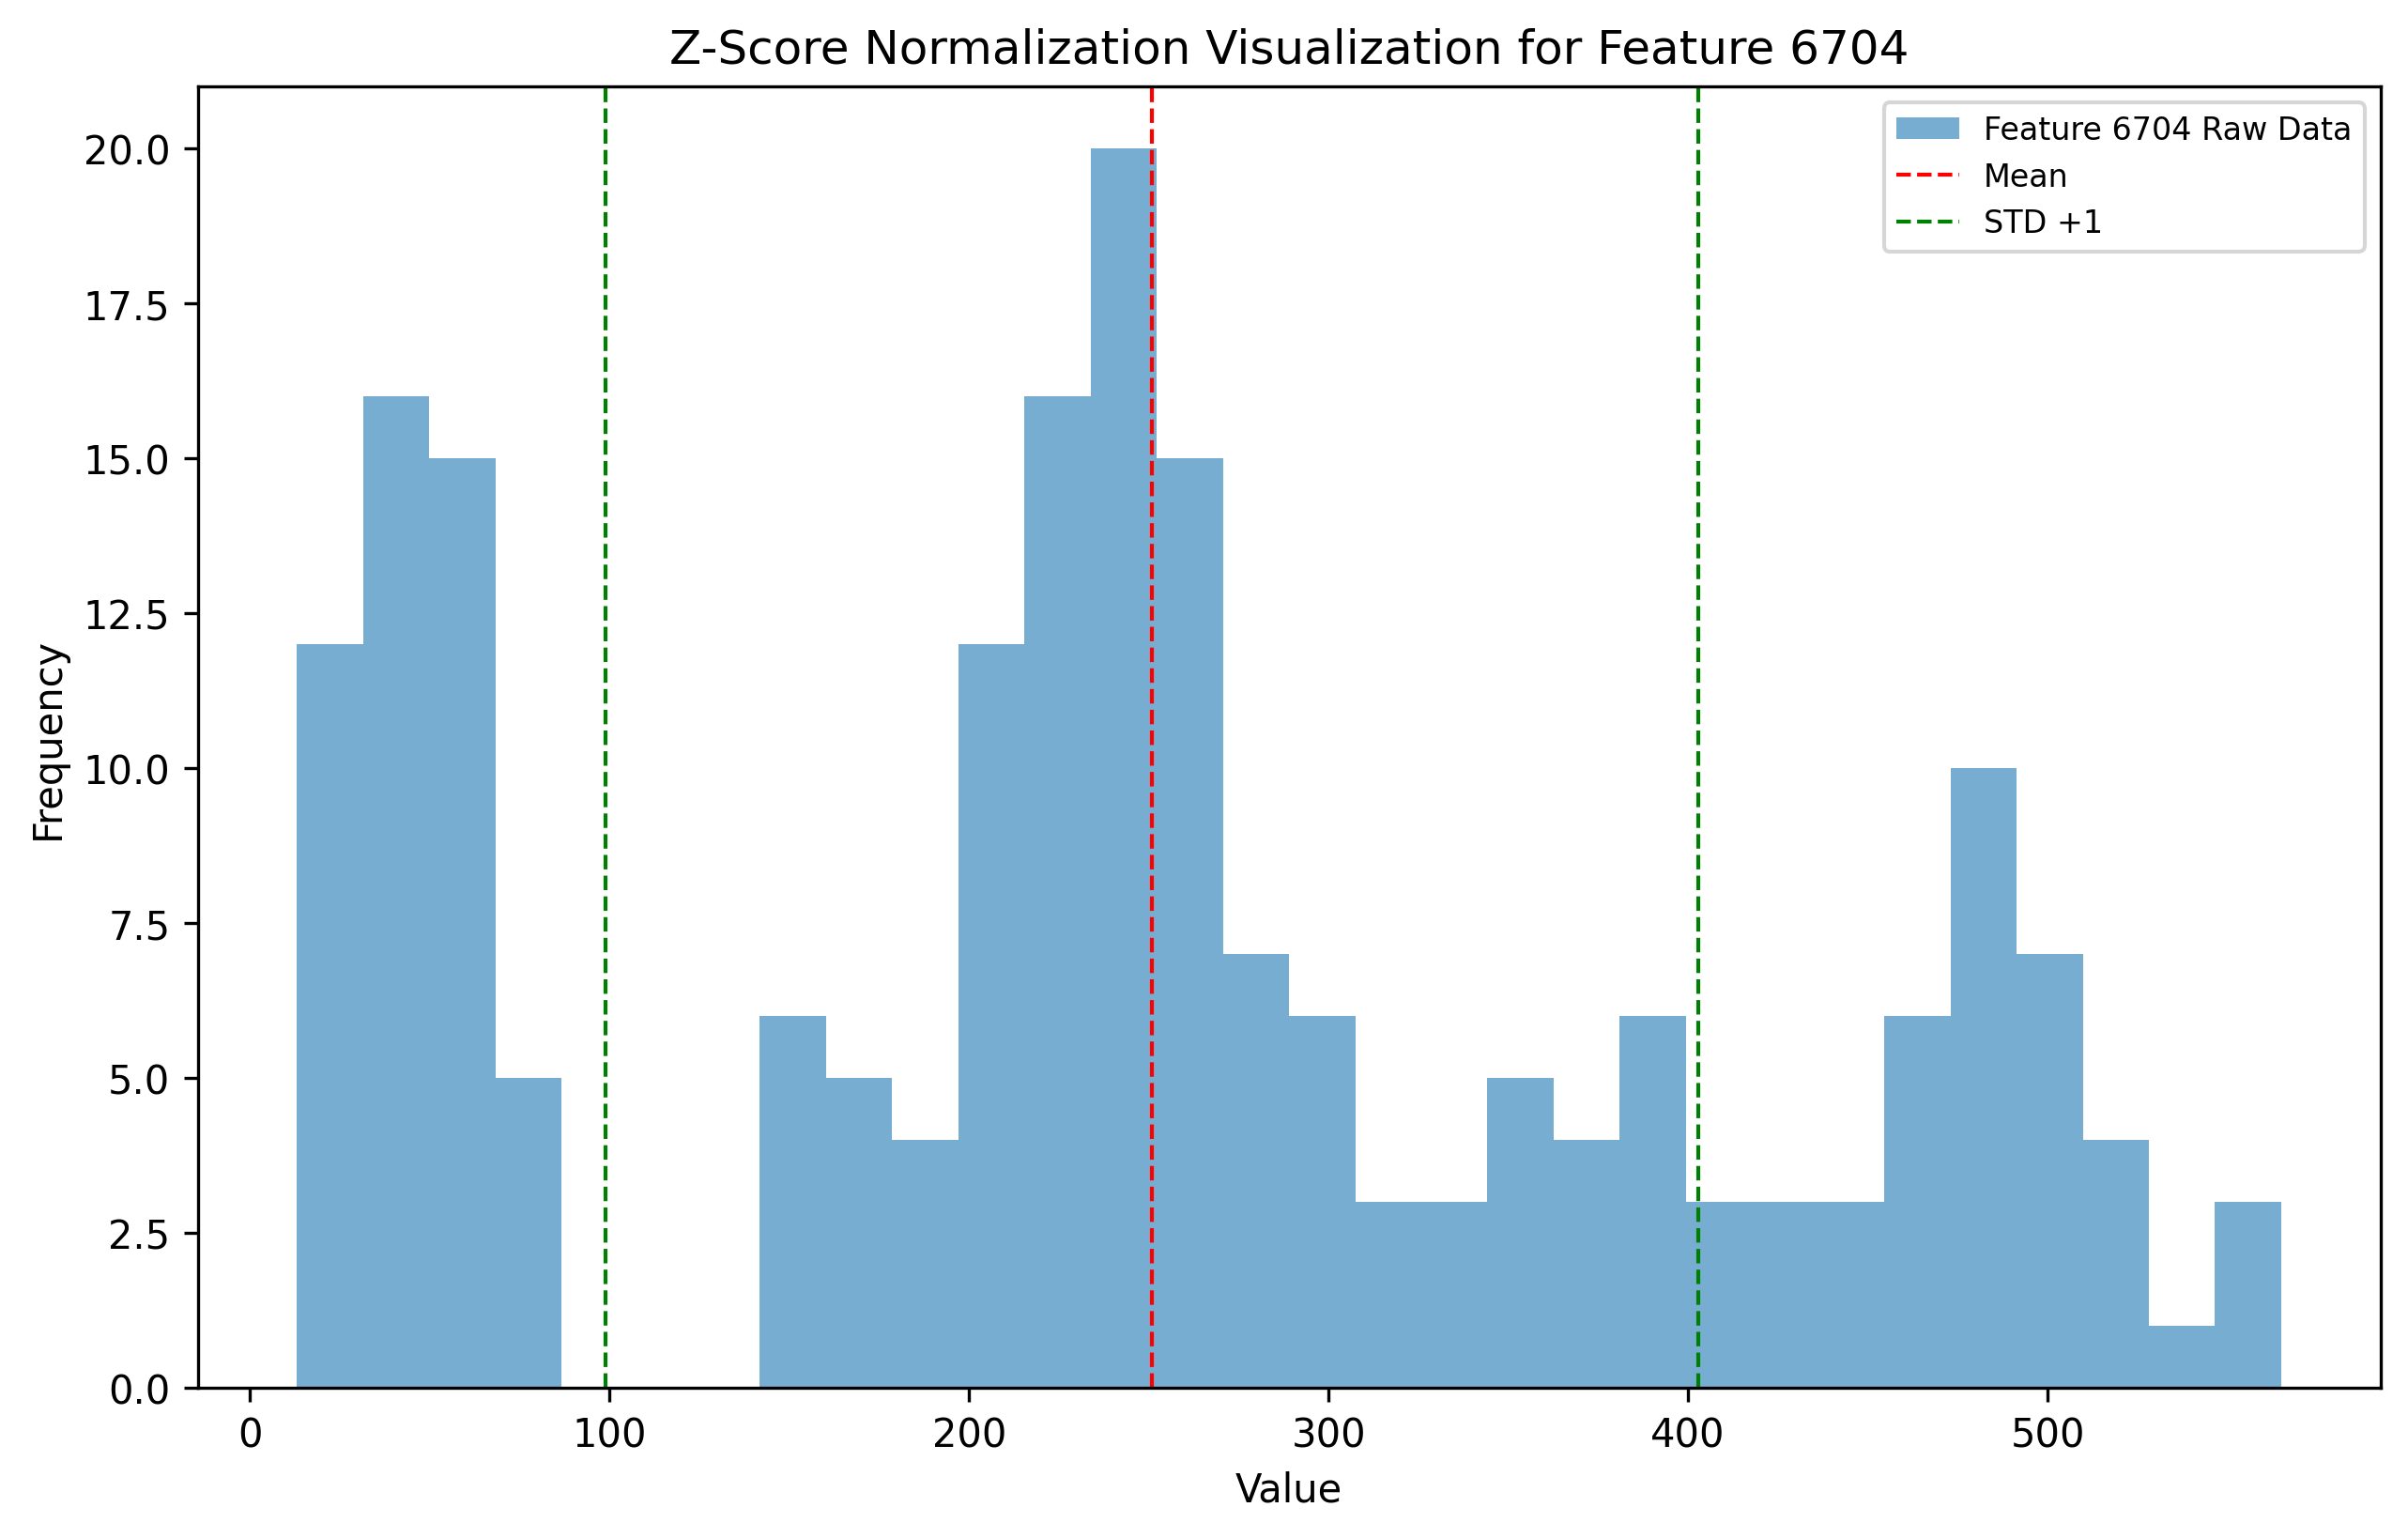 Z-Score Normalization Visualization for Feature 6704
Feature 6704 Raw Data
Mean
STD +1
Frequency
20.0
17.5
15.0
12.5
10.0
7.5
5.0
2.5
0.0
0 100 200 300 400 500
Value